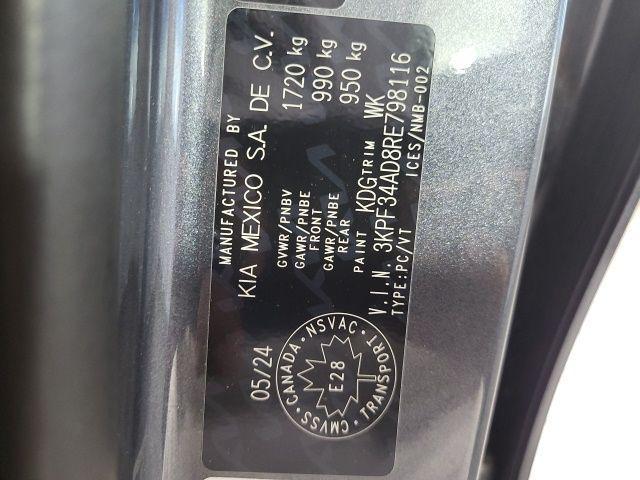 MANUFACTURED BY
KIA MEXICO S.A. DE C.V.
05/24
GVWR/PNBV 1720 kg
GAWR/PNBE FRONT 990 kg
GAWR/PNBE REAR 950 kg
PAINT KDG TRIM WK
V.I.N. 3KPF34AD8RE798116
TYPE:PC/VT ICES/NMB-002
CANADA · NSVAC · TRANSPORT · CMVSS ·
E28